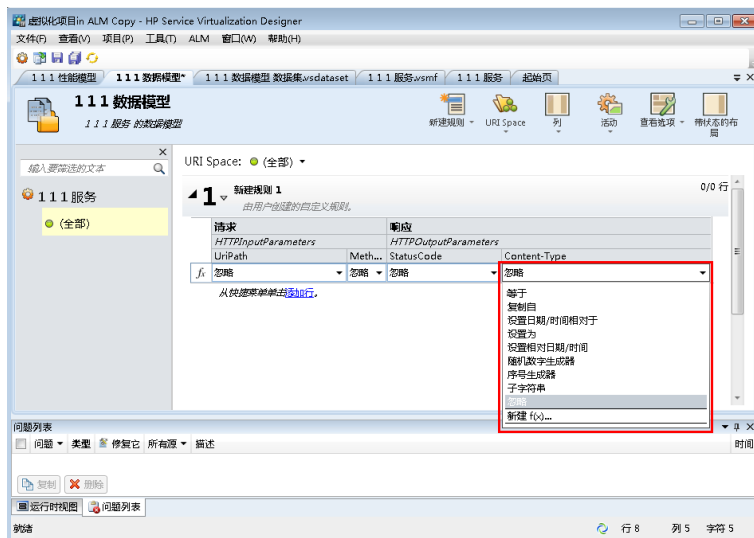 虚拟化项目in ALM Copy - HP Service Virtualization Designer
文件(F) 查看(V) 项目(P) 工具(T) ALM 窗口(W) 帮助(H)
1 1 1 性能模型 1 1 1 数据模型* 1 1 1 数据模型 数据集.vsdataset 1 1 1 服务.vsmf 1 1 1 服务 起始页
1 1 1 数据模型
1 1 1 服务 的数据模型
新建规则 URI Space 列 活动 查看选项 带状态的布局
输入要筛选的文本
1 1 1 服务
(全部)
URI Space: (全部)
1 新建规则 1 0/0 行
由用户创建的自定义规则。
请求 响应
HTTPInputParameters HTTPOutputParameters
UriPath Meth... StatusCode Content-Type
fx 忽略 忽略 忽略 忽略
从快捷菜单单击添加行。
等于
复制自
设置日期/时间相对于
设置为
设置相对日期/时间
随机数字生成器
序号生成器
子字符串
忽略
新建 f(x)...
问题列表
问题 类型 修复它 所有源 描述 时间
复制 删除
运行时视图 问题列表
就绪 行 8 列 5 字符 5